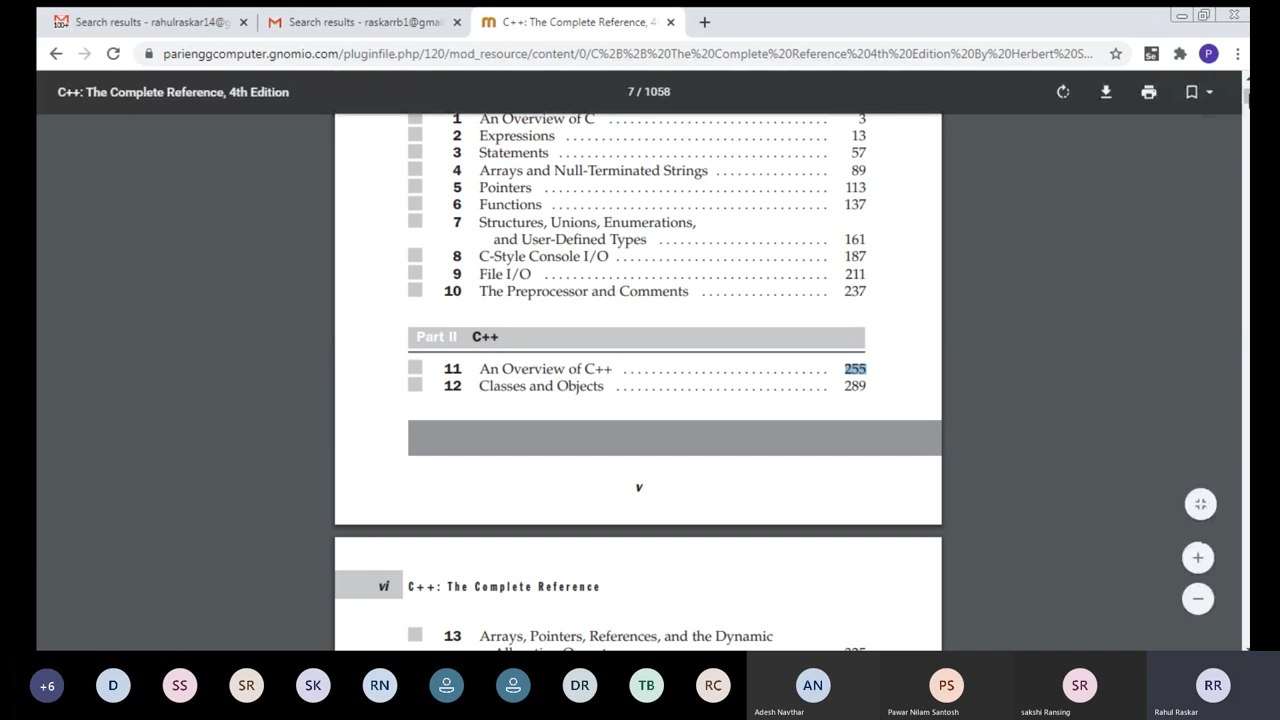 100+ Search results - rahulraskar14@g
Search results - raskarrb1@gmai
C++: The Complete Reference, 4
parienggcomputer.gnomio.com/pluginfile.php/120/mod_resource/content/0/C%2B%2B%20The%20Complete%20Reference%204th%20Edition%20By%20Herbert%20S...
P
C++: The Complete Reference, 4th Edition
7 / 1058
1 An Overview of C .............................. 3
2 Expressions .............................. 13
3 Statements .............................. 57
4 Arrays and Null-Terminated Strings .............................. 89
5 Pointers .............................. 113
6 Functions .............................. 137
7 Structures, Unions, Enumerations,
and User-Defined Types .............................. 161
8 C-Style Console I/O .............................. 187
9 File I/O .............................. 211
10 The Preprocessor and Comments .............................. 237
Part II C++
11 An Overview of C++ .............................. 255
12 Classes and Objects .............................. 289
v
vi C++: The Complete Reference
13 Arrays, Pointers, References, and the Dynamic
+6 D SS SR SK RN DR TB RC AN PS SR RR
Adesh Navthar
Pawar Nilam Santosh
sakshi Ransing
Rahul Raskar